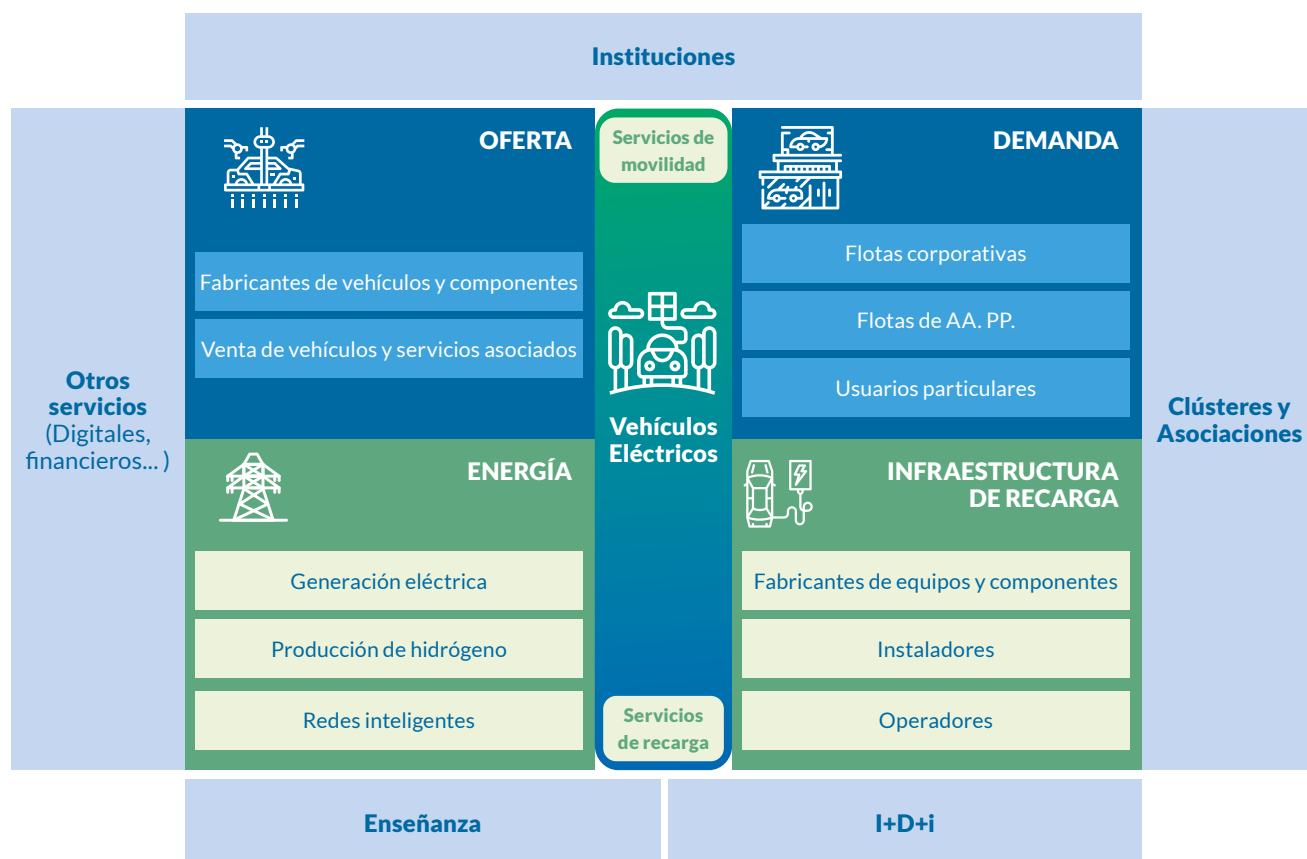 Instituciones
Otros
servicios
(Digitales,
financieros... )
OFERTA
Fabricantes de vehículos y componentes
Venta de vehículos y servicios asociados
Servicios de
movilidad
Vehículos
Eléctricos
Servicios
de recarga
DEMANDA
Flotas corporativas
Flotas de AA. PP.
Usuarios particulares
ENERGÍA
Generación eléctrica
Producción de hidrógeno
Redes inteligentes
INFRAESTRUCTURA
DE RECARGA
Fabricantes de equipos y componentes
Instaladores
Operadores
Clústeres y
Asociaciones
Enseñanza
I+D+i